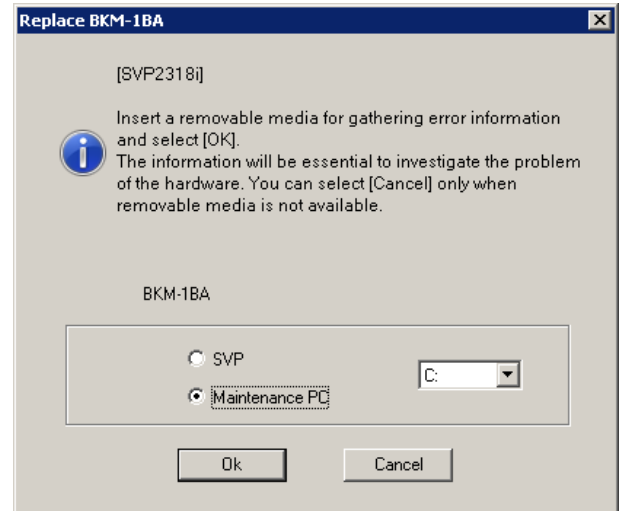 Replace BKM-1BA
[SVP2318i]
Insert a removable media for gathering error information
and select [OK].
The information will be essential to investigate the problem
of the hardware. You can select [Cancel] only when
removable media is not available.
BKM-1BA
SVP
C:
Maintenance PC
Ok
Cancel